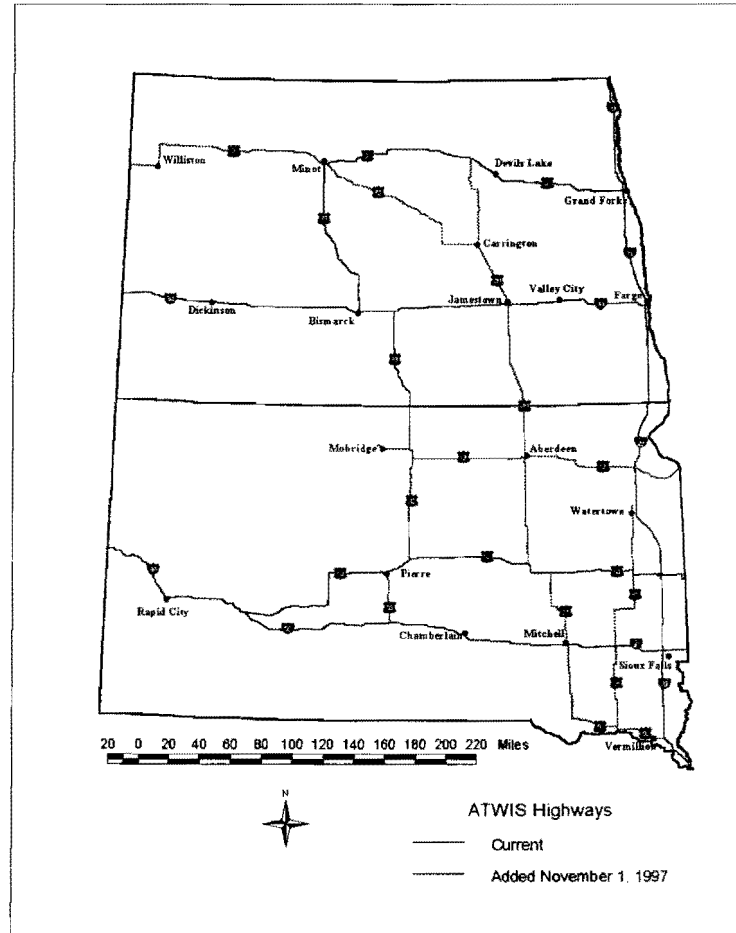 Williston
Minot
Devils Lake
Grand Forks
Carrington
Dickinson
Bismarck
Jamestown
Valley City
Fargo
Mobridge
Aberdeen
Watertown
Pierre
Rapid City
Chamberlain
Mitchell
Sioux Falls
Vermillion
20 0 20 40 60 80 100 120 140 160 180 200 220 Miles
N
ATWIS Highways
Current
Added November 1, 1997